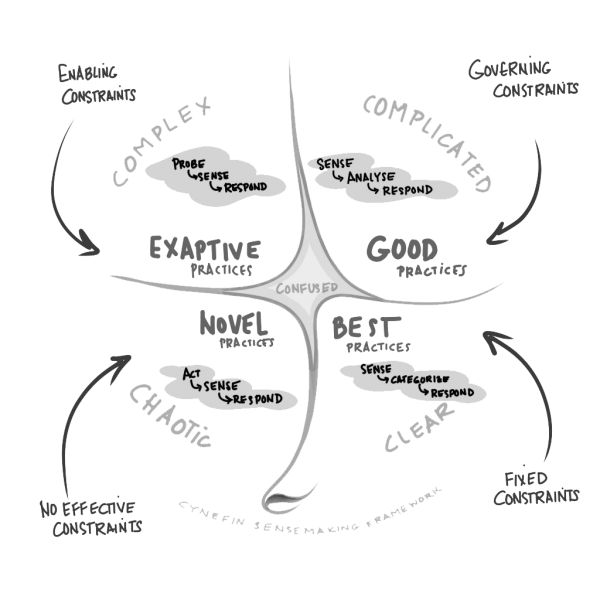 ENABLING
CONSTRAINTS
GOVERNING
CONSTRAINTS
COMPLEX
COMPLICATED
PROBE
SENSE
RESPOND
SENSE
ANALYSE
RESPOND
EXAPTIVE
PRACTICES
GOOD
PRACTICES
CONFUSED
NOVEL
PRACTICES
BEST
PRACTICES
ACT
SENSE
RESPOND
SENSE
CATEGORISE
RESPOND
CHAOTIC
CLEAR
NO EFFECTIVE
CONSTRAINTS
FIXED
CONSTRAINTS
CYNEFIN SENSEMAKING FRAMEWORK